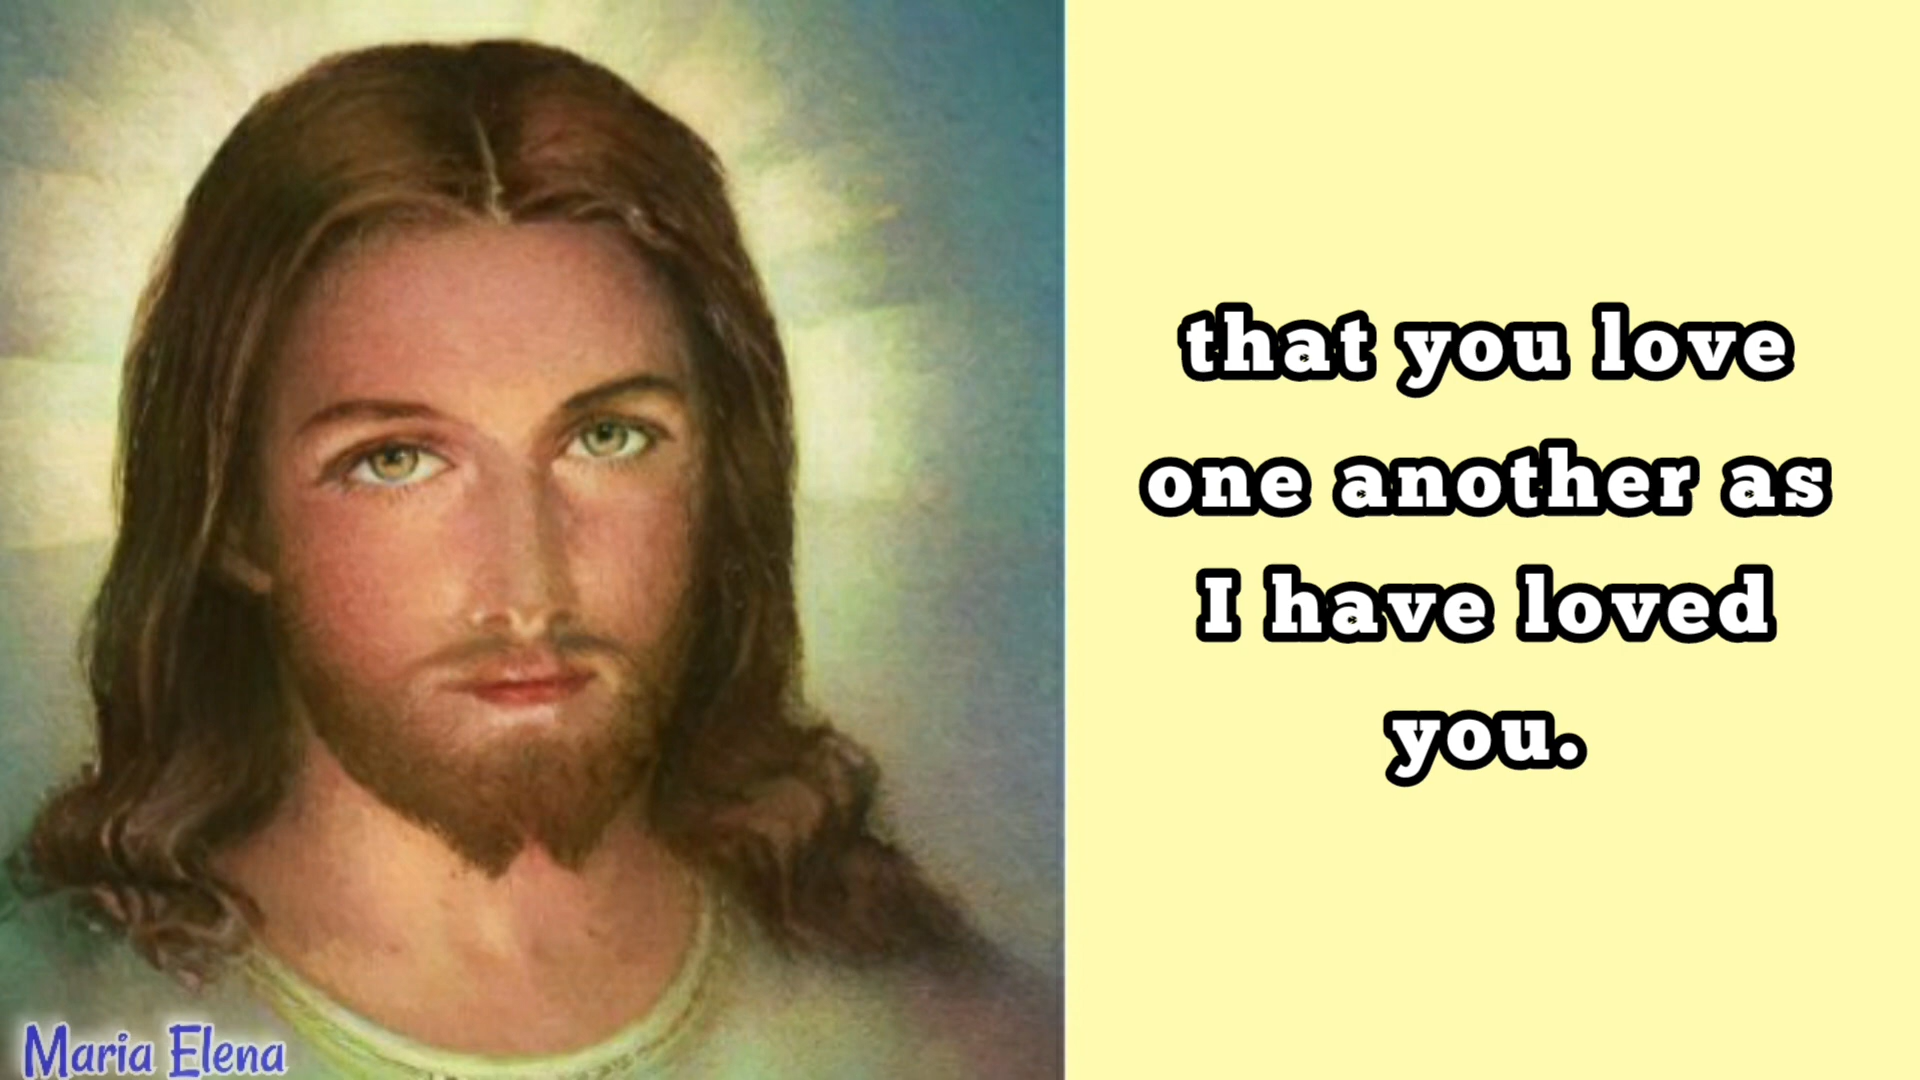 that you love
one another as
I have loved
you.
Maria Elena